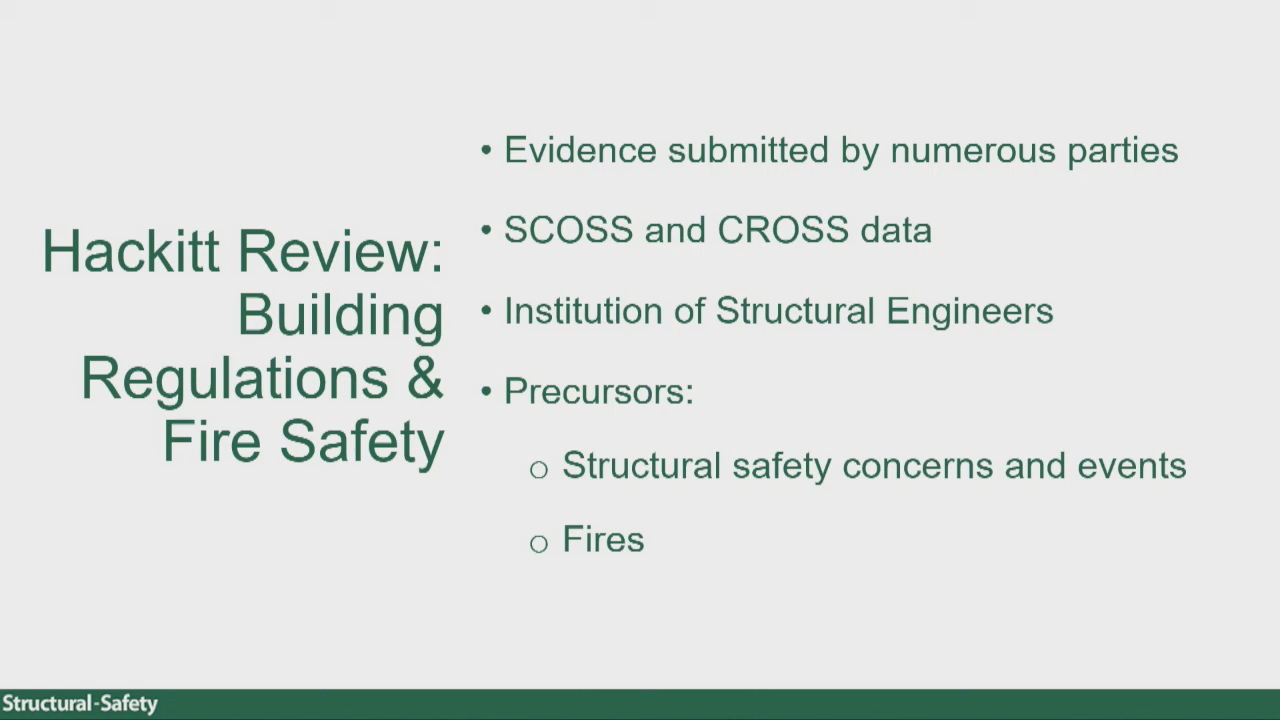 Hackitt Review:
Building
Regulations &
Fire Safety
• Evidence submitted by numerous parties
• SCOSS and CROSS data
• Institution of Structural Engineers
• Precursors:
o Structural safety concerns and events
o Fires
Structural-Safety